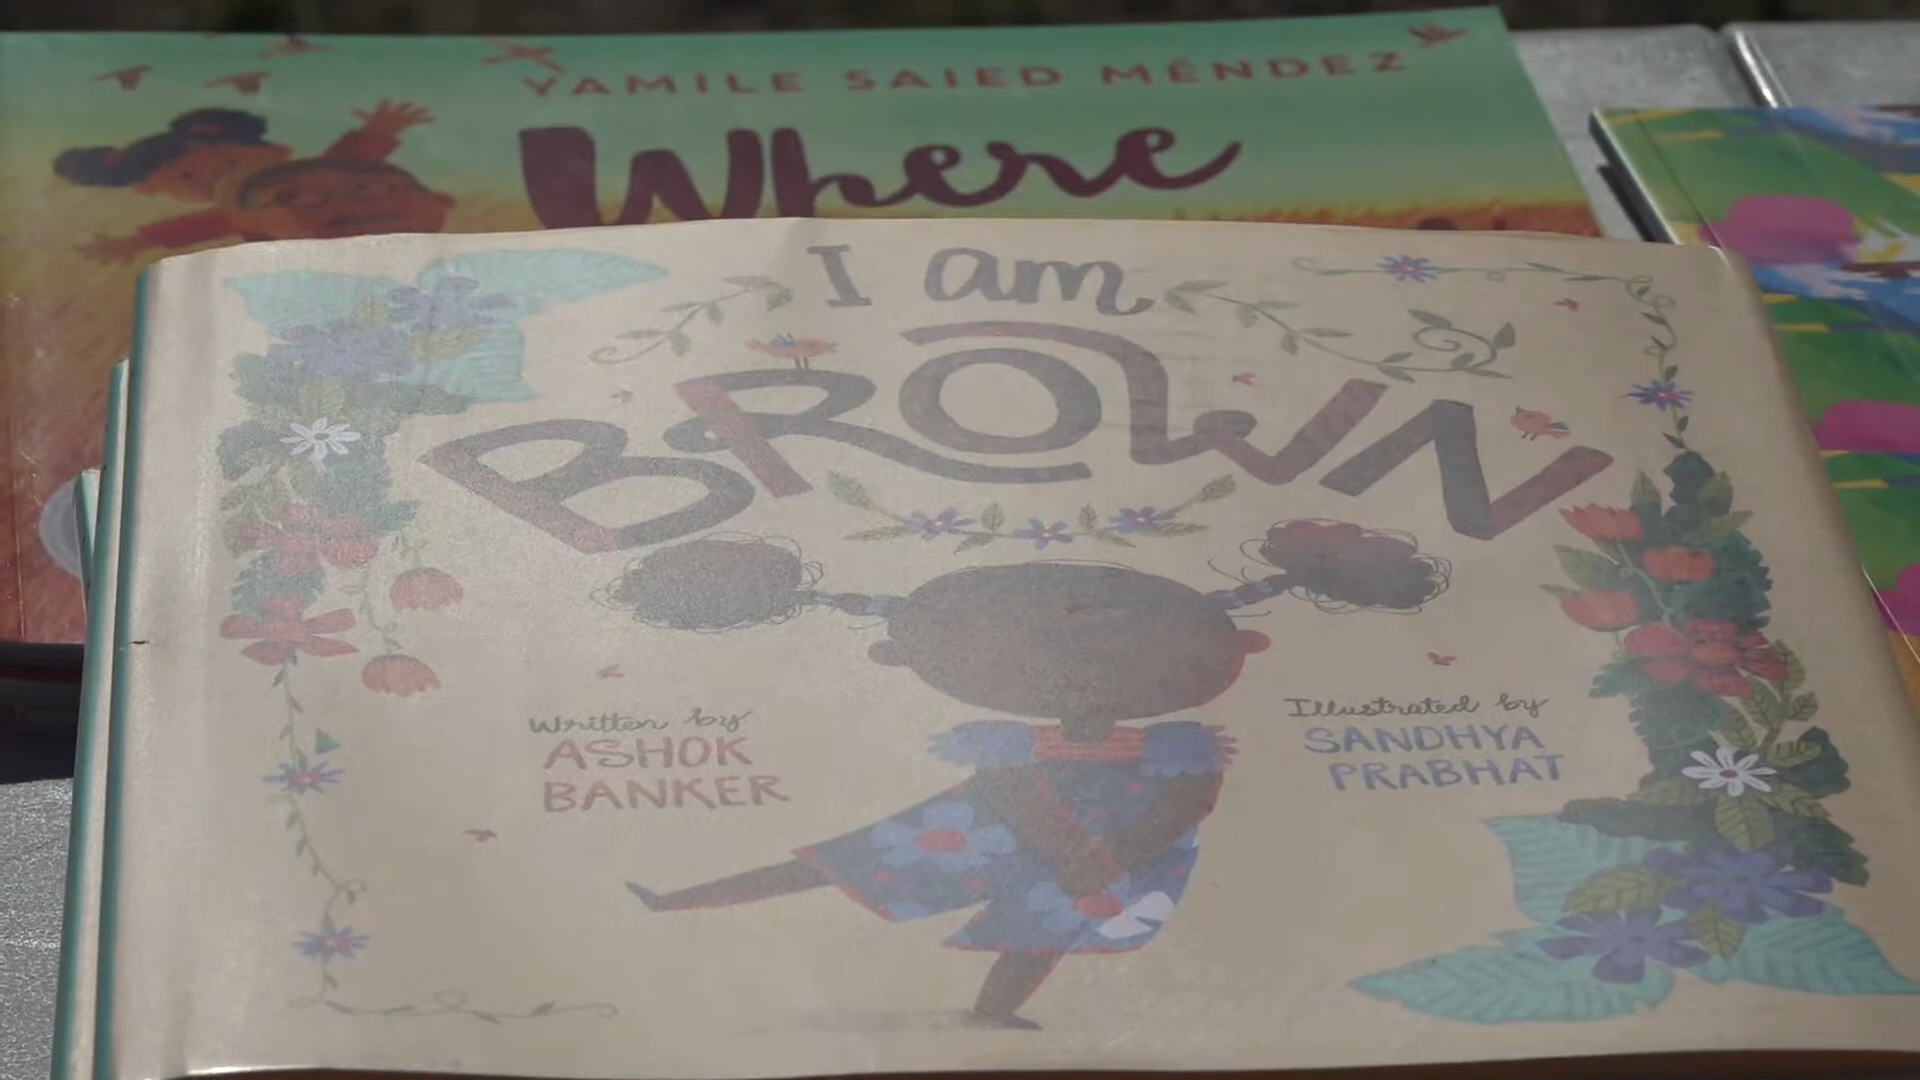 YAMILE SAIED MÉNDEZ
Where
I am
BROWN
Written by
ASHOK
BANKER
Illustrated by
SANDHYA
PRABHAT